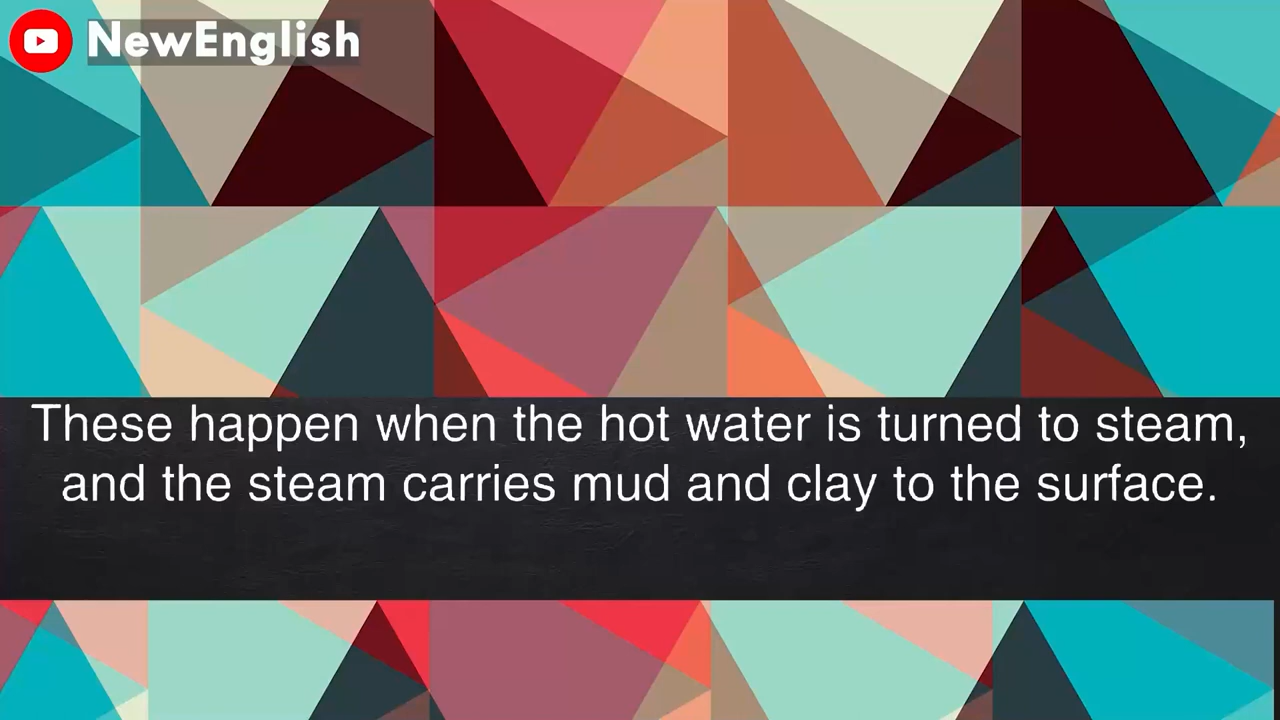 NewEnglish
These happen when the hot water is turned to steam,
and the steam carries mud and clay to the surface.